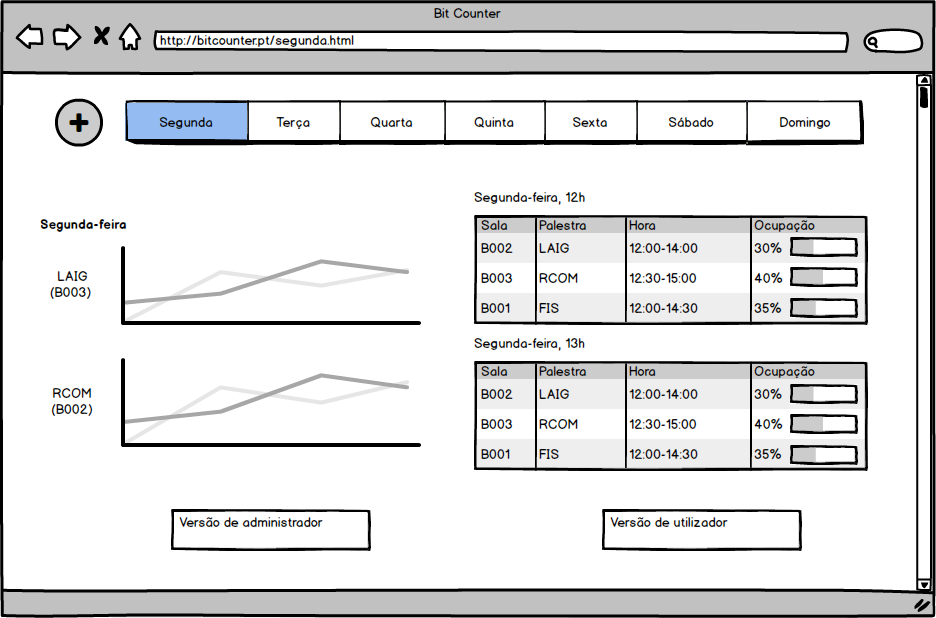 Bit Counter
http://bitcounter.pt/segunda.html
Segunda Terça Quarta Quinta Sexta Sábado Domingo
Segunda-feira
LAIG
(B003)
RCOM
(B002)
Segunda-feira, 12h
Sala Palestra Hora Ocupação
B002 LAIG 12:00-14:00 30%
B003 RCOM 12:30-15:00 40%
B001 FIS 12:00-14:30 35%
Segunda-feira, 13h
Sala Palestra Hora Ocupação
B002 LAIG 12:00-14:00 30%
B003 RCOM 12:30-15:00 40%
B001 FIS 12:00-14:30 35%
Versão de administrador
Versão de utilizador